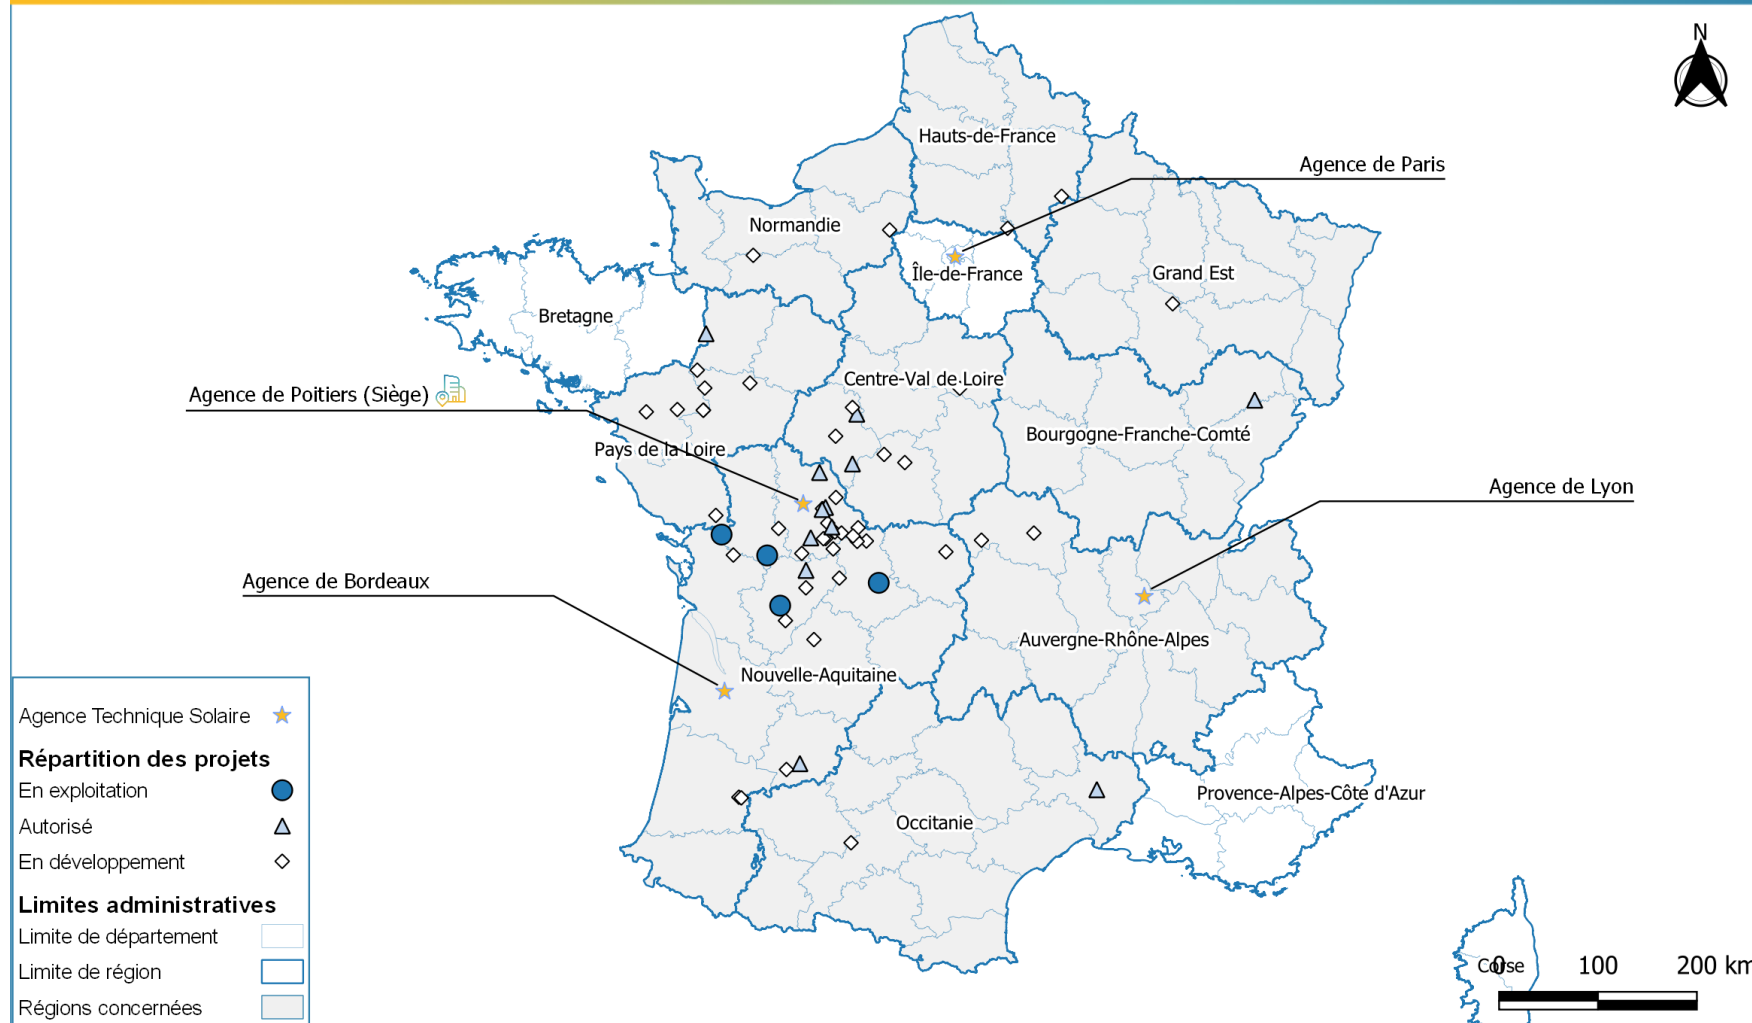 N
Hauts-de-France
Agence de Paris
Normandie
Île-de-France
Grand Est
Bretagne
Agence de Poitiers (Siège)
Centre-Val de Loire
Bourgogne-Franche-Comté
Pays de la Loire
Agence de Lyon
Agence de Bordeaux
Auvergne-Rhône-Alpes
Nouvelle-Aquitaine
Provence-Alpes-Côte d'Azur
Occitanie
Agence Technique Solaire
Répartition des projets
En exploitation
Autorisé
En développement
Limites administratives
Limite de département
Limite de région
Régions concernées
Corse
0 100 200 km